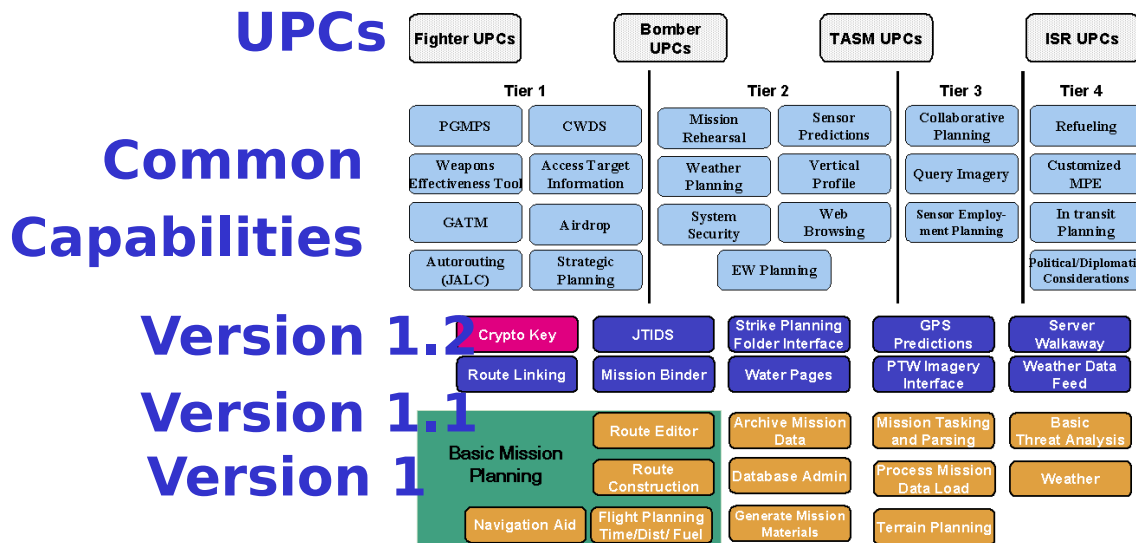 UPCs
Fighter UPCs
Bomber
UPCs
TASM UPCs
ISR UPCs
Tier 1
Tier 2
Tier 3
Tier 4
Common
Capabilities
PGMPS
CWDS
Mission
Rehearsal
Sensor
Predictions
Collaborative
Planning
Refueling
Weapons
Effectiveness Tool
Access Target
Information
Weather
Planning
Vertical
Profile
Query Imagery
Customized
MPE
GATM
Airdrop
System
Security
Web
Browsing
Sensor Employ-
ment Planning
In transit
Planning
Autorouting
(JALC)
Strategic
Planning
EW Planning
Political/Diplomatic
Considerations
Version 1.2
Crypto Key
JTIDS
Strike Planning
Folder Interface
GPS
Predictions
Server
Walkaway
Route Linking
Mission Binder
Water Pages
PTW Imagery
Interface
Weather Data
Feed
Version 1.1
Version 1
Basic Mission
Planning
Route Editor
Archive Mission
Data
Mission Tasking
and Parsing
Basic
Threat Analysis
Route
Construction
Database Admin
Process Mission
Data Load
Weather
Navigation Aid
Flight Planning
Time/Dist/ Fuel
Generate Mission
Materials
Terrain Planning